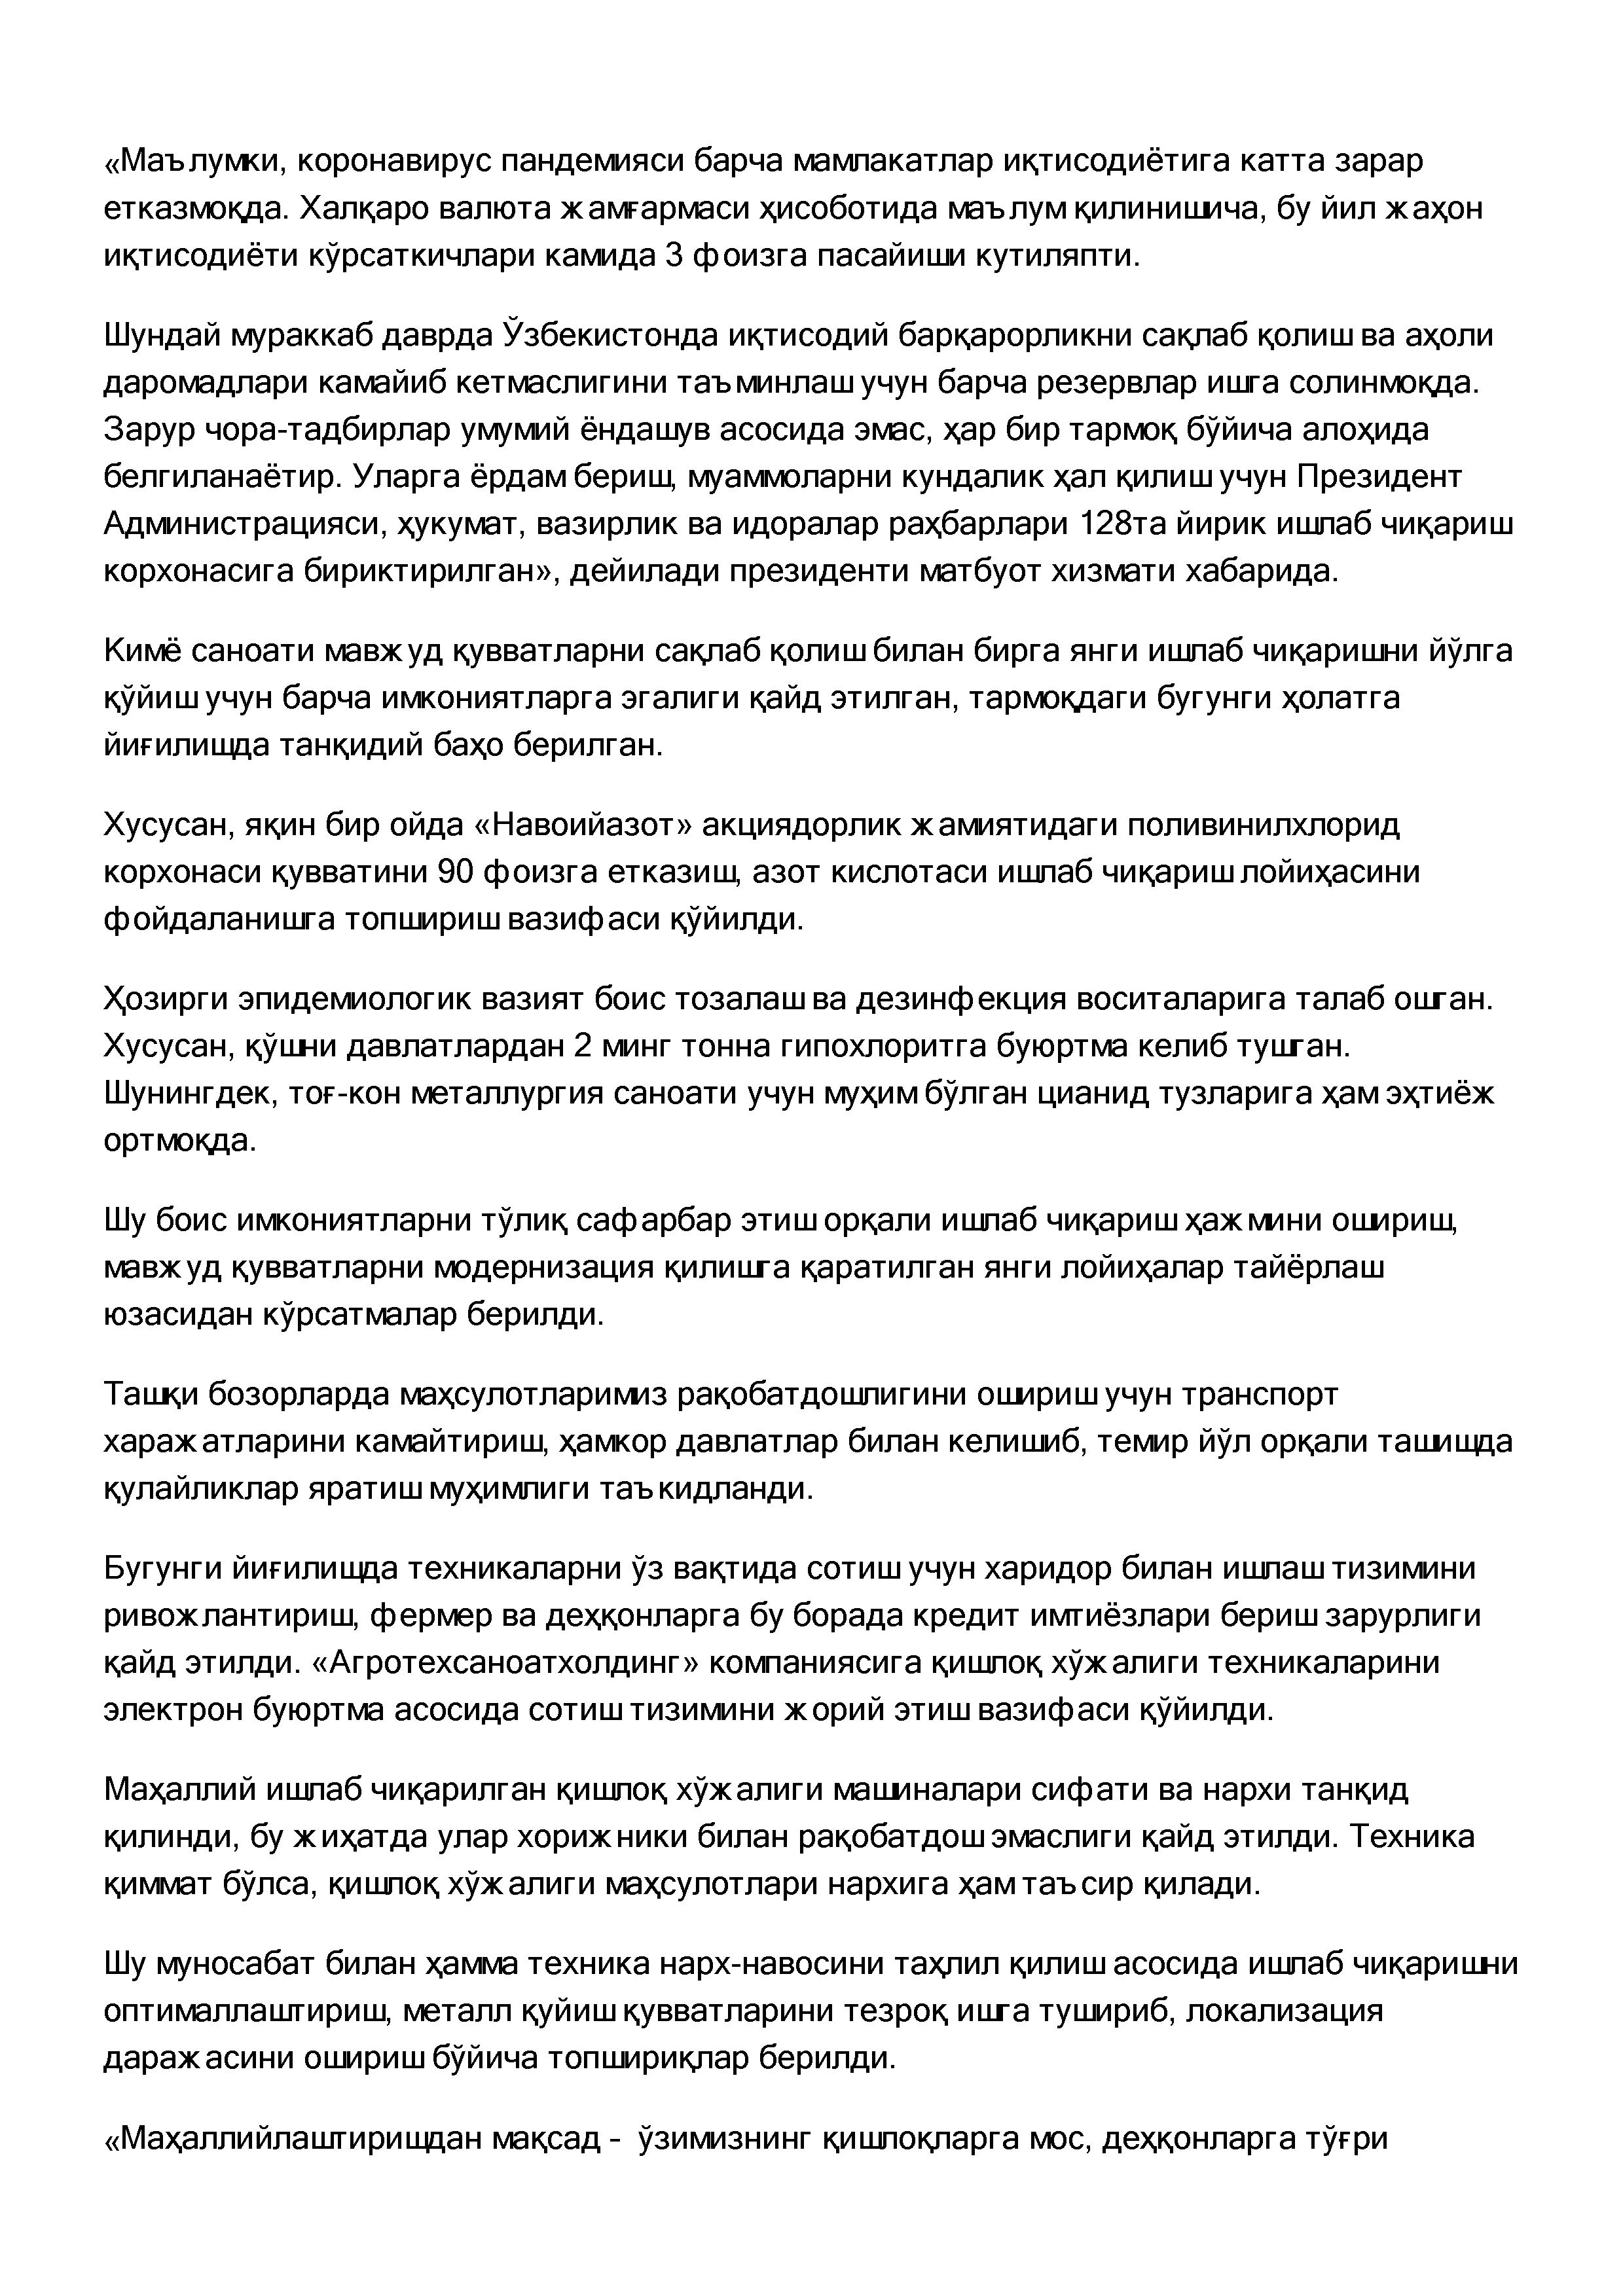 «Маълумки, коронавирус пандемияси барча мамлакатлар иқтисодиётига катта зарар
етказмоқда. Халқаро валюта жамғармаси ҳисоботида маълум қилинишича, бу йил жаҳон
иқтисодиёти кўрсаткичлари камида 3 фоизга пасайиши кутиляпти.
Шундай мураккаб даврда Ўзбекистонда иқтисодий барқарорликни сақлаб қолиш ва аҳоли
даромадлари камайиб кетмаслигини таъминлаш учун барча резервлар ишга солинмоқда.
Зарур чора-тадбирлар умумий ёндашув асосида эмас, ҳар бир тармоқ бўйича алоҳида
белгиланаётир. Уларга ёрдам бериш, муаммоларни кундалик ҳал қилиш учун Президент
Администрацияси, ҳукумат, вазирлик ва идоралар раҳбарлари 128та йирик ишлаб чиқариш
корхонасига бириктирилган», дейилади президенти матбуот хизмати хабарида.
Кимё саноати мавжуд қувватларни сақлаб қолиш билан бирга янги ишлаб чиқаришни йўлга
қўйиш учун барча имкониятларга эгалиги қайд этилган, тармоқдаги бугунги ҳолатга
йиғилишда танқидий баҳо берилган.
Хусусан, яқин бир ойда «Навоийазот» акциядорлик жамиятидаги поливинилхлорид
корхонаси қувватини 90 фоизга етказиш, азот кислотаси ишлаб чиқариш лойиҳасини
фойдаланишга топшириш вазифаси қўйилди.
Ҳозирги эпидемиологик вазият боис тозалаш ва дезинфекция воситаларига талаб ошган.
Хусусан, қўшни давлатлардан 2 минг тонна гипохлоритга буюртма келиб тушган.
Шунингдек, тоғ-кон металлургия саноати учун муҳим бўлган цианид тузларига ҳам эҳтиёж
ортмоқда.
Шу боис имкониятларни тўлиқ сафарбар этиш орқали ишлаб чиқариш ҳажмини ошириш,
мавжуд қувватларни модернизация қилишга қаратилган янги лойиҳалар тайёрлаш
юзасидан кўрсатмалар берилди.
Ташқи бозорларда маҳсулотларимиз рақобатдошлигини ошириш учун транспорт
харажатларини камайтириш, ҳамкор давлатлар билан келишиб, темир йўл орқали ташишда
қулайликлар яратиш муҳимлиги таъкидланди.
Бугунги йиғилишда техникаларни ўз вақтида сотиш учун харидор билан ишлаш тизимини
ривожлантириш, фермер ва деҳқонларга бу борада кредит имтиёзлари бериш зарурлиги
қайд этилди. «Агротехсаноатхолдинг» компаниясига қишлоқ хўжалиги техникаларини
электрон буюртма асосида сотиш тизимини жорий этиш вазифаси қўйилди.
Маҳаллий ишлаб чиқарилган қишлоқ хўжалиги машиналари сифати ва нархи танқид
қилинди, бу жиҳатда улар хорижники билан рақобатдош эмаслиги қайд этилди. Техника
қиммат бўлса, қишлоқ хўжалиги маҳсулотлари нархига ҳам таъсир қилади.
Шу муносабат билан ҳамма техника нарх-навосини таҳлил қилиш асосида ишлаб чиқаришни
оптималлаштириш, металл қуйиш қувватларини тезроқ ишга тушириб, локализация
даражасини ошириш бўйича топшириқлар берилди.
«Маҳаллийлаштиришдан мақсад – ўзимизнинг қишлоқларга мос, деҳқонларга тўғри